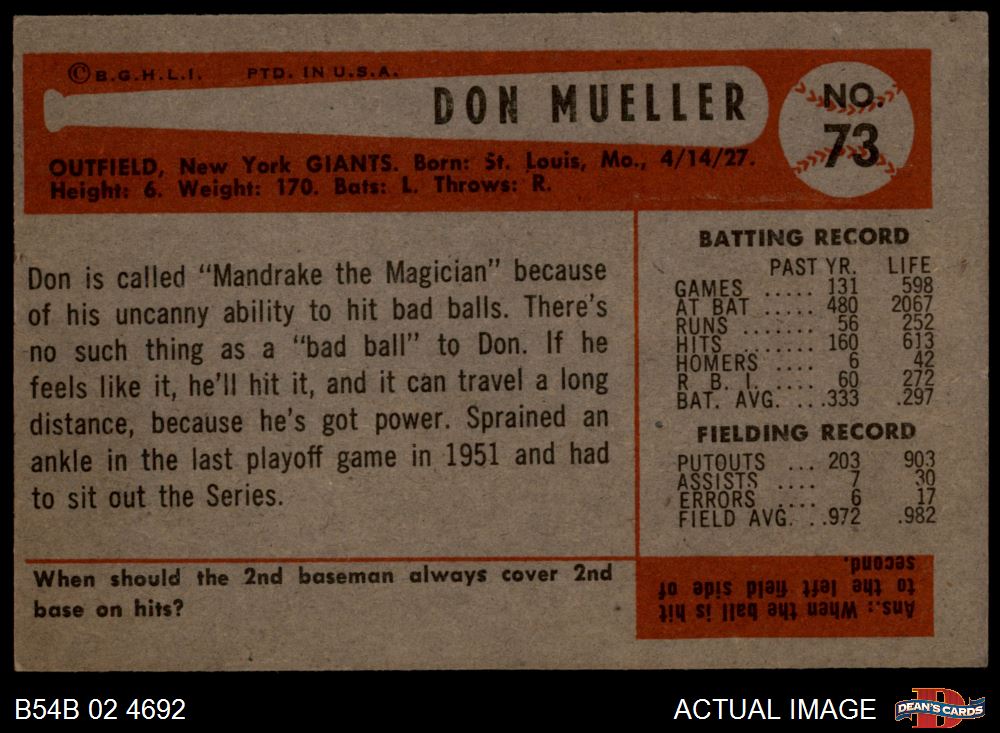 © B.G.H.L.I. PTD. IN U.S.A.
DON MUELLER
NO.
73
OUTFIELD, New York GIANTS. Born: St. Louis, Mo., 4/14/27.
Height: 6. Weight: 170. Bats: L. Throws: R.
Don is called "Mandrake the Magician" because
of his uncanny ability to hit bad balls. There's
no such thing as a "bad ball" to Don. If he
feels like it, he'll hit it, and it can travel a long
distance, because he's got power. Sprained an
ankle in the last playoff game in 1951 and had
to sit out the Series.
BATTING RECORD
PAST YR. LIFE
GAMES ..... 131 598
AT BAT ..... 480 2067
RUNS ....... 56 252
HITS ........ 160 613
HOMERS .... 6 42
R. B. I. .... 60 272
BAT. AVG. ...333 .297
FIELDING RECORD
PUTOUTS ... 203 903
ASSISTS .... 7 30
ERRORS .... 6 17
FIELD AVG. ..972 .982
When should the 2nd baseman always cover 2nd
base on hits?
Ans.: When the ball is hit
to the left field side of
second.
B54B 02 4692
ACTUAL IMAGE
DEAN'S CARDS